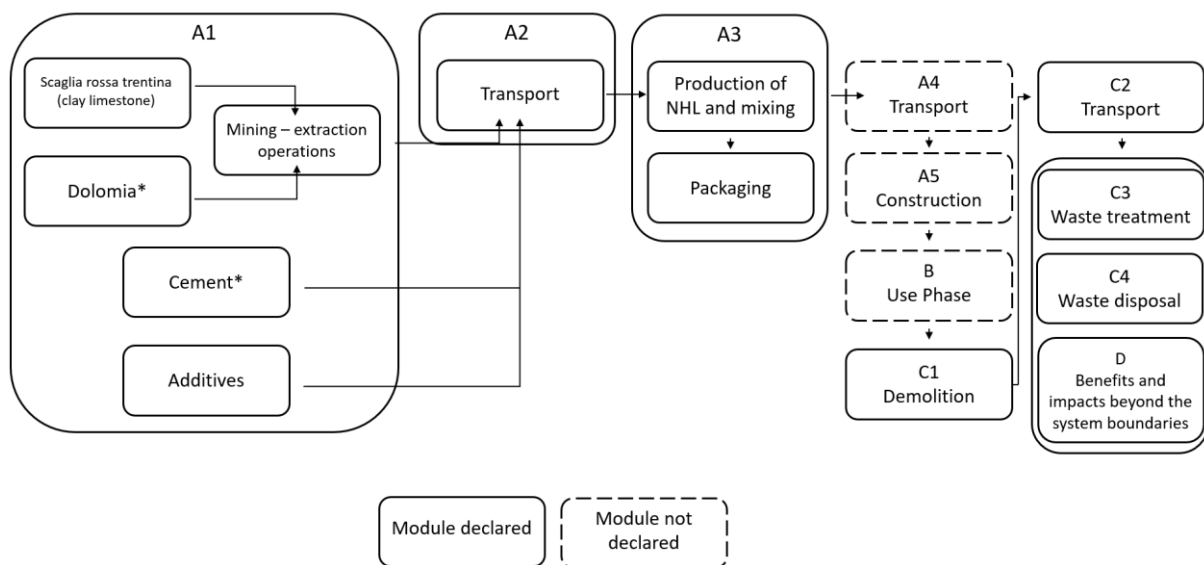 A1
Scaglia rossa trentina
(clay limestone)
Mining – extraction
operations
Dolomia*
Cement*
Additives
A2
Transport
A3
Production of
NHL and mixing
Packaging
A4
Transport
A5
Construction
B
Use Phase
C1
Demolition
C2
Transport
C3
Waste treatment
C4
Waste disposal
D
Benefits and
impacts beyond the
system boundaries
Module declared
Module not
declared